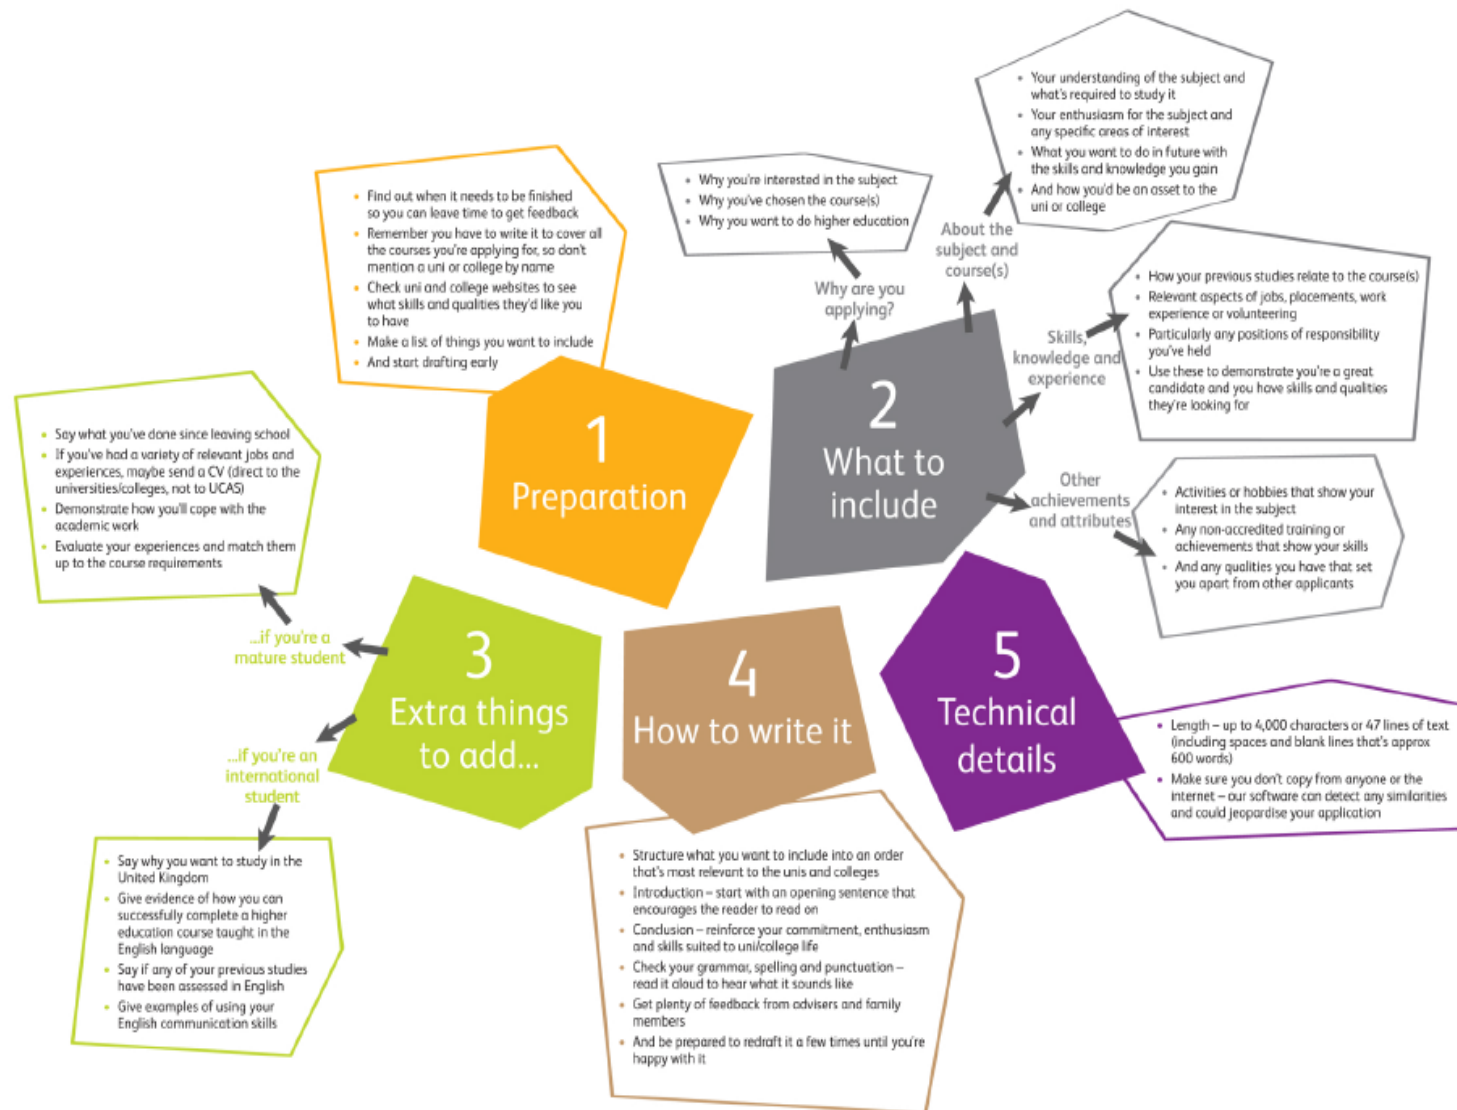 • Find out when it needs to be finished
so you can leave time to get feedback
• Remember you have to write it to cover all
the courses you're applying for, so don't
mention a uni or college by name
• Check uni and college websites to see
what skills and qualities they'd like you
to have
• Make a list of things you want to include
• And start drafting early
1
Preparation
2
What to
include
Why are you
applying?
• Why you're interested in the subject
• Why you've chosen the course(s)
• Why you want to do higher education
About the
subject and
course(s)
• Your understanding of the subject and
what's required to study it
• Your enthusiasm for the subject and
any specific areas of interest
• What you want to do in future with
the skills and knowledge you gain
• And how you'd be an asset to the
uni or college
Skills,
knowledge and
experience
• How your previous studies relate to the course(s)
• Relevant aspects of jobs, placements, work
experience or volunteering
• Particularly any positions of responsibility
you've held
• Use these to demonstrate you're a great
candidate and you have skills and qualities
they're looking for
Other
achievements
and attributes
• Activities or hobbies that show your
interest in the subject
• Any non-accredited training or
achievements that show your skills
• And any qualities you have that set
you apart from other applicants
3
Extra things
to add...
...if you're a
mature student
• Say what you've done since leaving school
• If you've had a variety of relevant jobs and
experiences, maybe send a CV (direct to the
universities/colleges, not to UCAS)
• Demonstrate how you'll cope with the
academic work
• Evaluate your experiences and match them
up to the course requirements
...if you're an
international
student
• Say why you want to study in the
United Kingdom
• Give evidence of how you can
successfully complete a higher
education course taught in the
English language
• Say if any of your previous studies
have been assessed in English
• Give examples of using your
English communication skills
4
How to write it
• Structure what you want to include into an order
that's most relevant to the unis and colleges
• Introduction – start with an opening sentence that
encourages the reader to read on
• Conclusion – reinforce your commitment, enthusiasm
and skills suited to uni/college life
• Check your grammar, spelling and punctuation –
read it aloud to hear what it sounds like
• Get plenty of feedback from advisers and family
members
• And be prepared to redraft it a few times until you're
happy with it
5
Technical
details
• Length – up to 4,000 characters or 47 lines of text
(including spaces and blank lines that's approx
600 words)
• Make sure you don't copy from anyone or the
internet – our software can detect any similarities
and could jeopardise your application